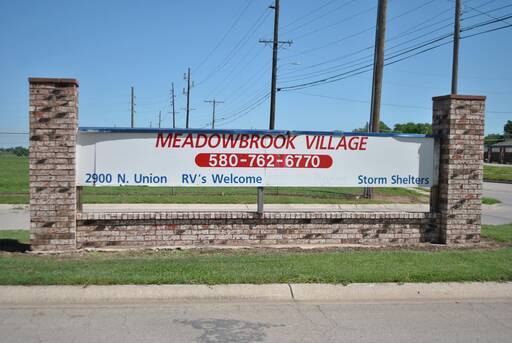 MEADOWBROOK VILLAGE
580-762-6770
2900 N. Union RV's Welcome Storm Shelters